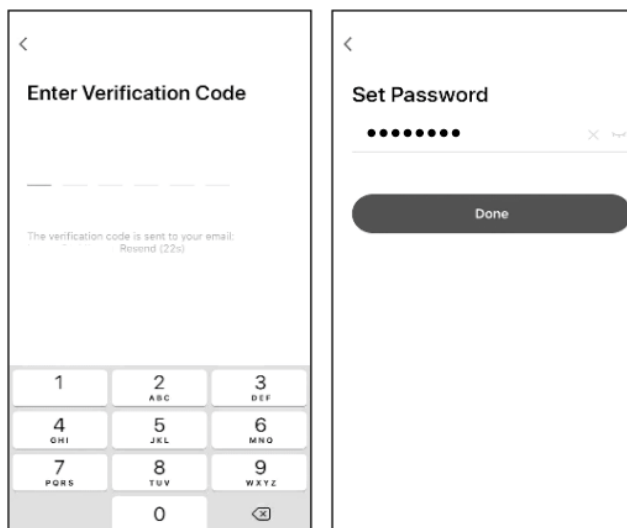 Enter Verification Code
The verification code is sent to your email:
Resend (22s)
1
2
ABC
3
DEF
4
GHI
5
JKL
6
MNO
7
PQRS
8
TUV
9
WXYZ
0
Set Password
Done